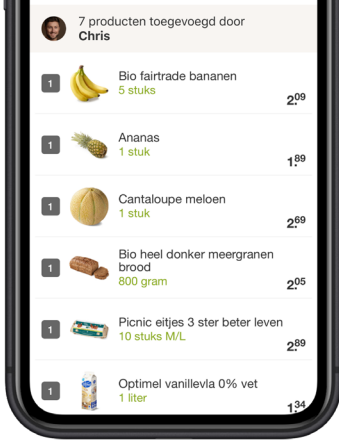 7 producten toegevoegd door
Chris
1
Bio fairtrade bananen
5 stuks
2.09
1
Ananas
1 stuk
1.89
1
Cantaloupe meloen
1 stuk
2.69
1
Bio heel donker meergranen
brood
800 gram
2.05
1
Picnic eitjes 3 ster beter leven
10 stuks M/L
2.89
1
Optimel vanillevla 0% vet
1 liter
1.34